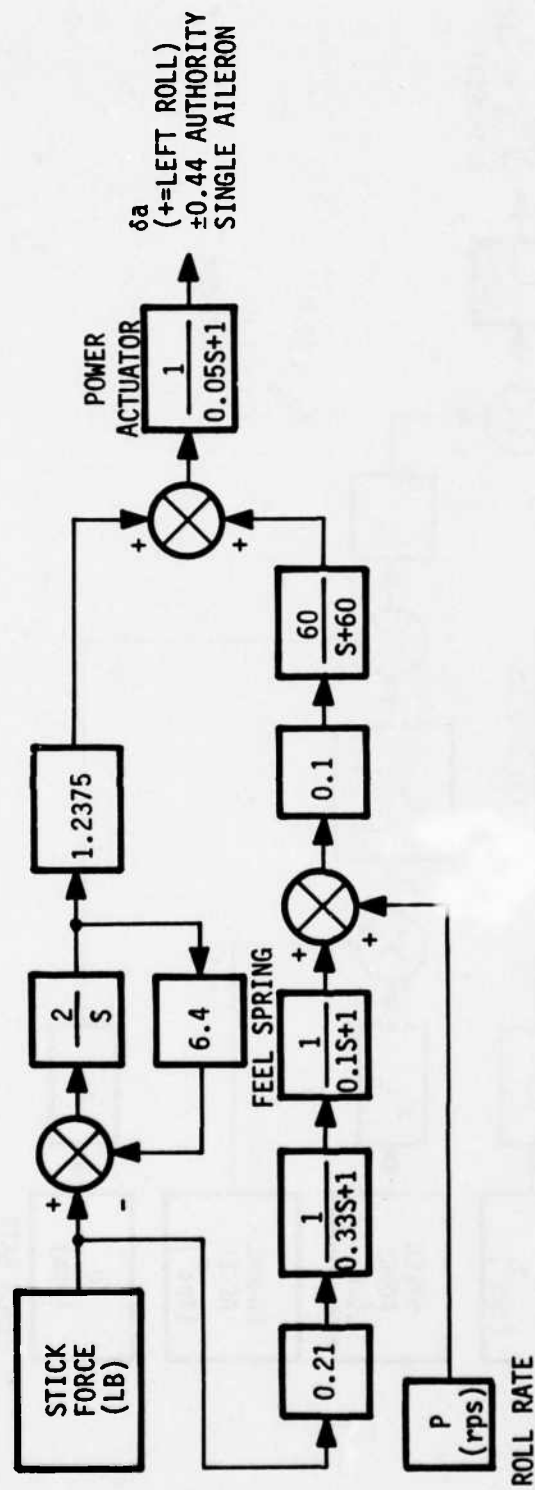 STICK
FORCE
(LB)
+
-
2
S
6.4
FEEL SPRING
1.2375
0.21
1
0.33S+1
1
0.1S+1
+
+
0.1
60
S+60
+
+
POWER
ACTUATOR
1
0.05S+1
δa
(+=LEFT ROLL)
±0.44 AUTHORITY
SINGLE AILERON
P
(rps)
ROLL RATE